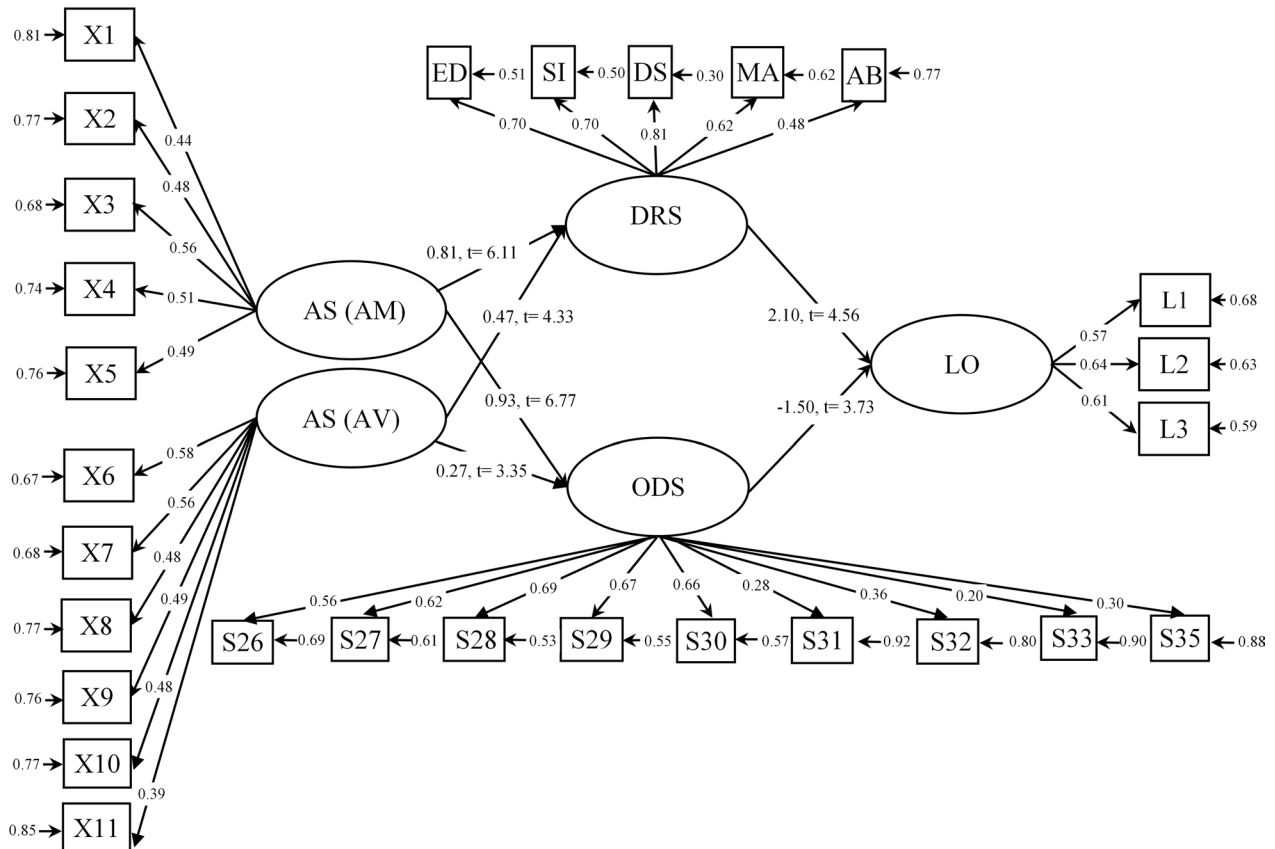 0.81 X1
0.77 X2
0.68 X3
0.74 X4
0.76 X5
0.67 X6
0.68 X7
0.77 X8
0.76 X9
0.77 X10
0.85 X11
0.44
0.48
0.56
0.51
0.49
0.58
0.56
0.48
0.49
0.48
0.39
AS (AM)
AS (AV)
0.81, t= 6.11
0.47, t= 4.33
0.93, t= 6.77
0.27, t= 3.35
ED 0.51 SI 0.50 DS 0.30 MA 0.62 AB 0.77
0.70 0.70 0.81 0.62 0.48
DRS
ODS
0.56 0.62 0.69 0.67 0.66 0.28 0.36 0.20 0.30
S26 0.69 S27 0.61 S28 0.53 S29 0.55 S30 0.57 S31 0.92 S32 0.80 S33 0.90 S35 0.88
2.10, t= 4.56
-1.50, t= 3.73
LO
0.57
0.64
0.61
L1 0.68
L2 0.63
L3 0.59